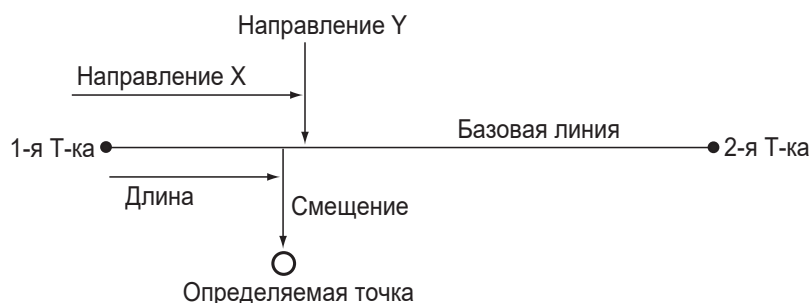 Направление Y
Направление X
Базовая линия
1-я Т-ка
2-я Т-ка
Длина
Смещение
Определяемая точка